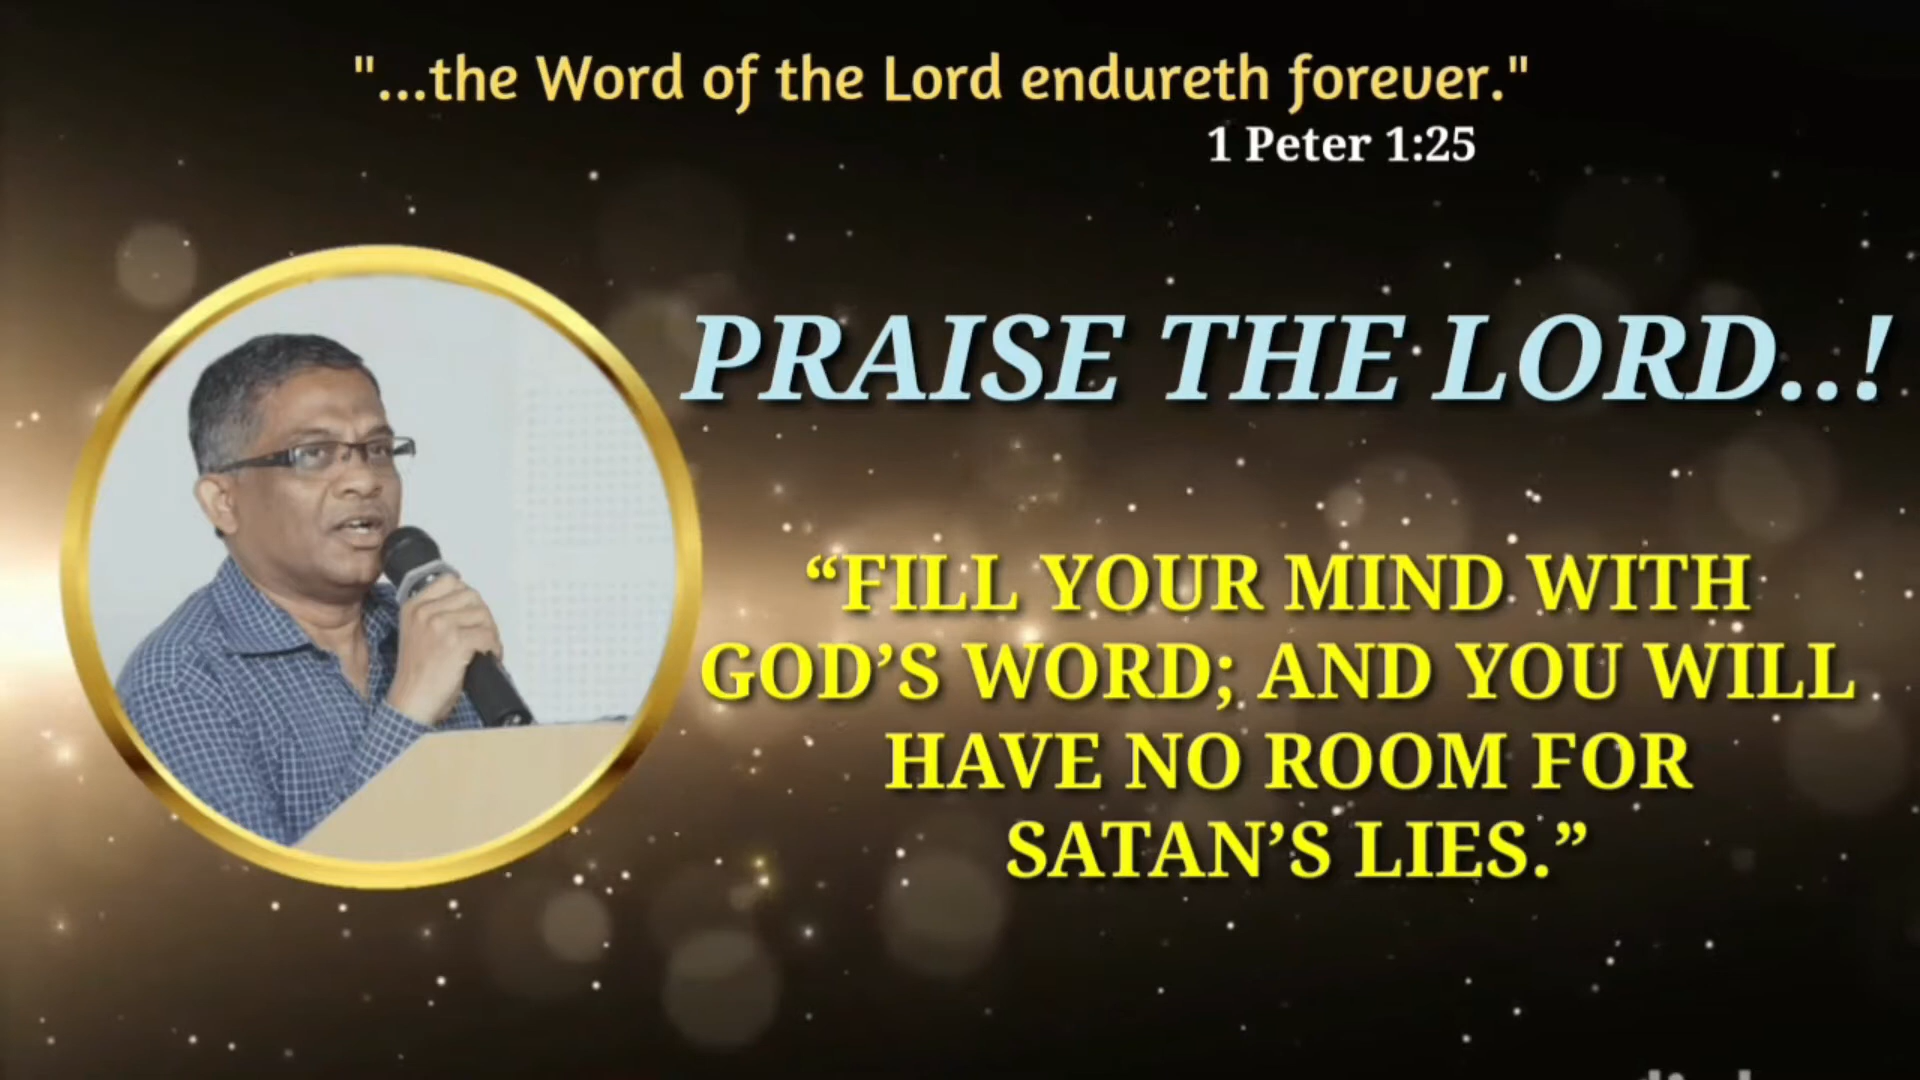 "...the Word of the Lord endureth forever."
1 Peter 1:25
PRAISE THE LORD..!
“FILL YOUR MIND WITH
GOD’S WORD; AND YOU WILL
HAVE NO ROOM FOR
SATAN’S LIES.”